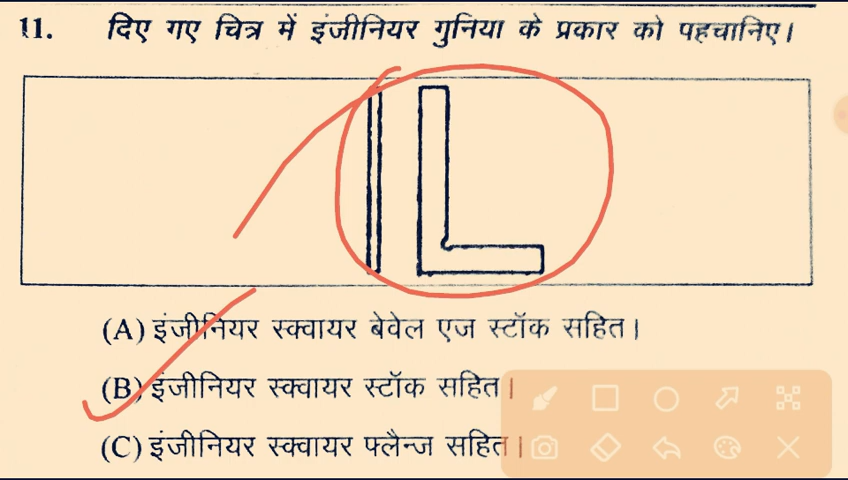 11. दिए गए चित्र में इंजीनियर गुनिया के प्रकार को पहचानिए।
(A) इंजीनियर स्क्वायर बेवेल एज स्टॉक सहित।
(B) इंजीनियर स्क्वायर स्टॉक सहित।
(C) इंजीनियर स्क्वायर फ्लैन्ज सहित।